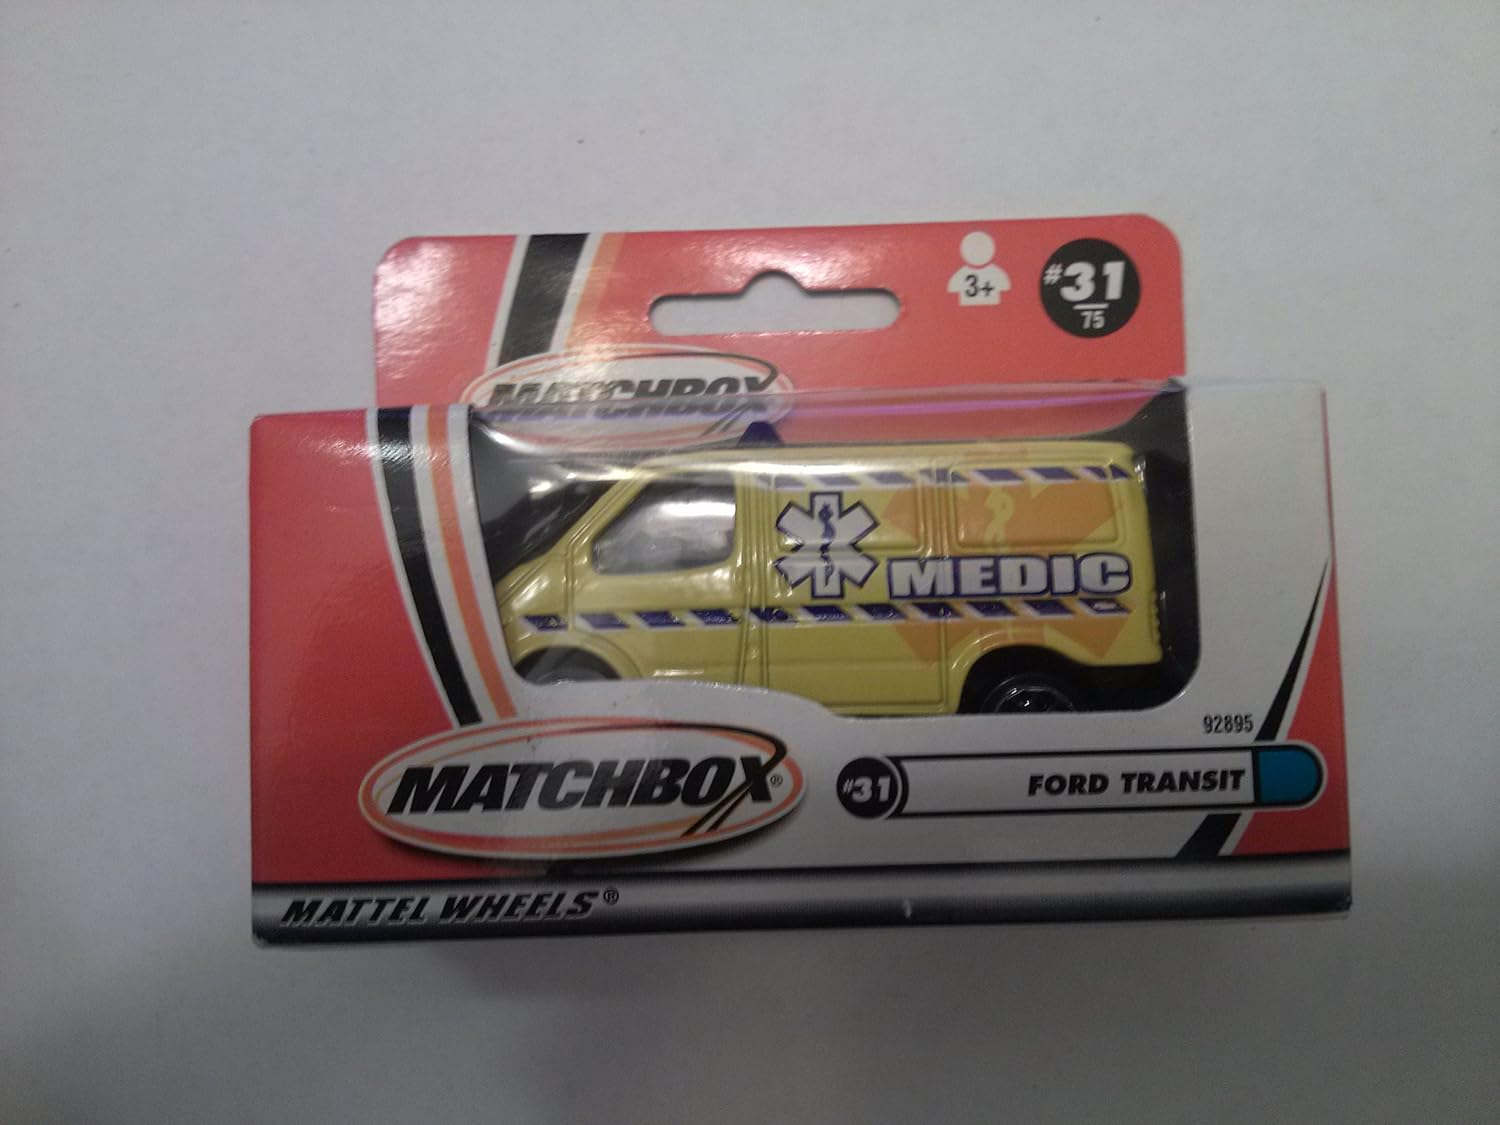 3+
#31
75
MATCHBOX
MEDIC
92895
MATCHBOX®
#31
FORD TRANSIT
MATTEL WHEELS®